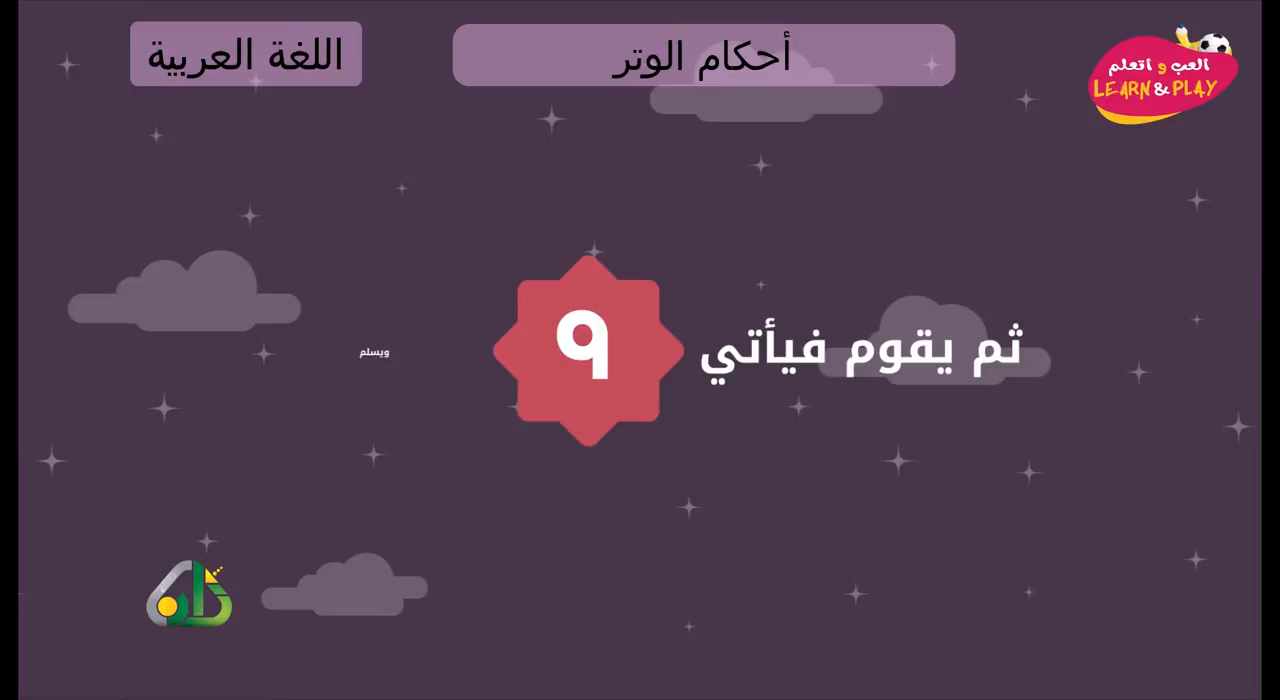 اللغة العربية
أحكام الوتر
العب و اتعلم
LEARN & PLAY
ثم يقوم فيأتي ٩ ويسلم